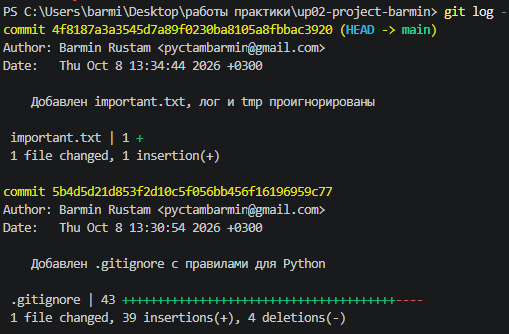 PS C:\Users\barmi\Desktop\работы практики\up02-project-barmin> git log -
commit 4f8187a3a3545d7a89f0230ba8105a8fbbac3920 (HEAD -> main)
Author: Barmin Rustam <pyctambarmin@gmail.com>
Date:   Thu Oct 8 13:34:44 2026 +0300

    Добавлен important.txt, лог и tmp проигнорированы

 important.txt | 1 +
 1 file changed, 1 insertion(+)

commit 5b4d5d21d853f2d10c5f056bb456f16196959c77
Author: Barmin Rustam <pyctambarmin@gmail.com>
Date:   Thu Oct 8 13:30:54 2026 +0300

    Добавлен .gitignore с правилами для Python

 .gitignore | 43 +++++++++++++++++++++++++++++++++++++++----
 1 file changed, 39 insertions(+), 4 deletions(-)